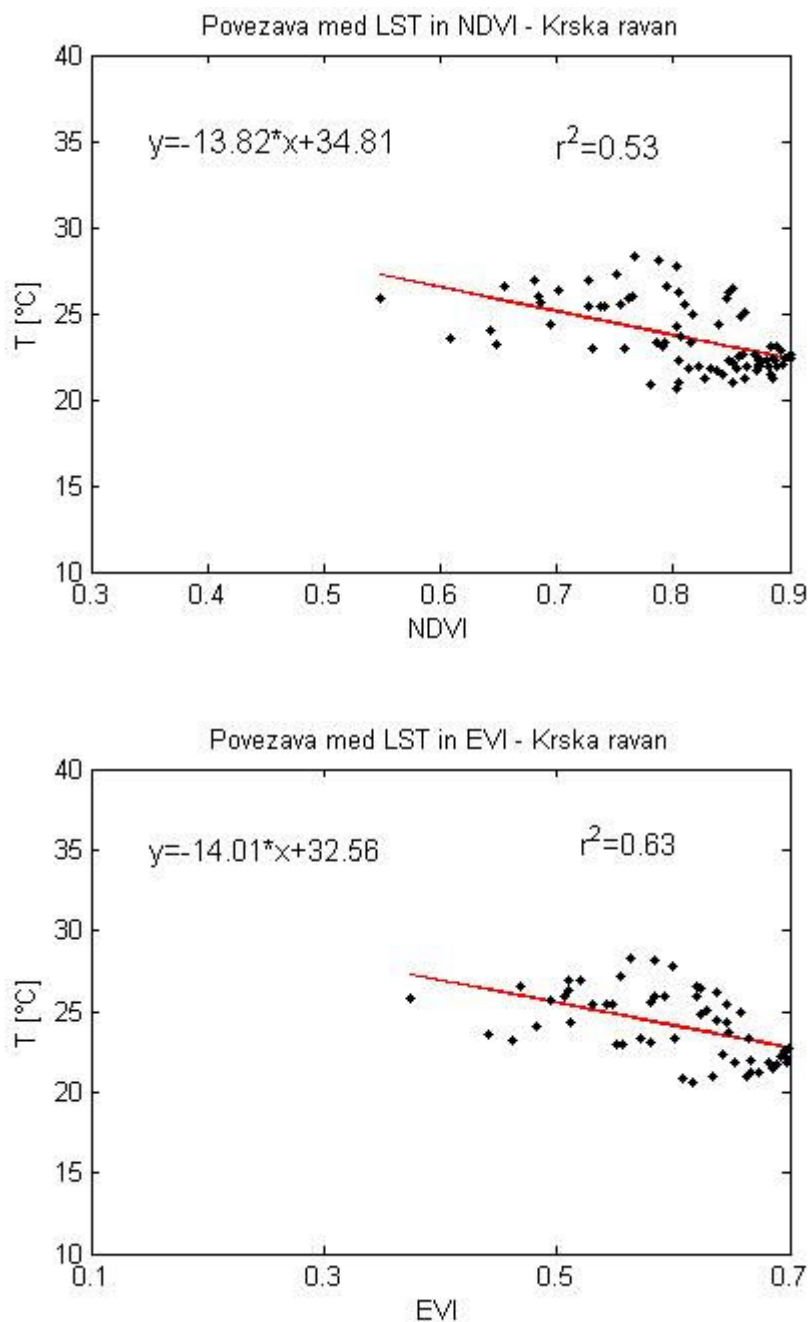 Povezava med LST in NDVI - Krska ravan
40
y=-13.82*x+34.81 r²=0.53
35
30
25
20
15
10
T [°C]
0.3 0.4 0.5 0.6 0.7 0.8 0.9
NDVI
Povezava med LST in EVI - Krska ravan
40
y=-14.01*x+32.56 r²=0.63
35
30
25
20
15
10
T [°C]
0.1 0.3 0.5 0.7
EVI